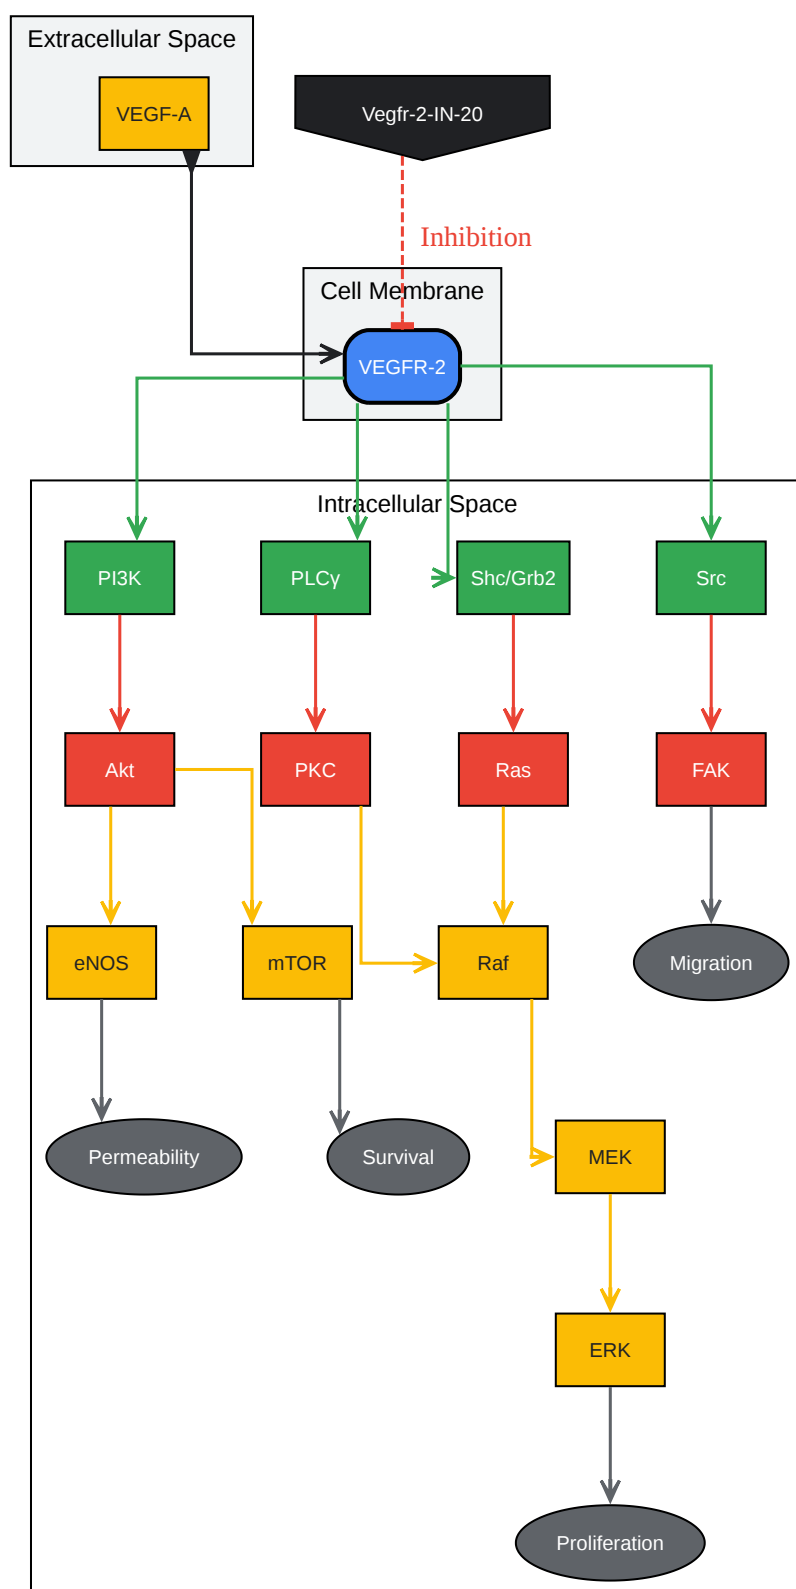 Extracellular Space
VEGF-A
Vegfr-2-IN-20
Inhibition
Cell Membrane
VEGFR-2
Intracellular Space
PI3K
PLCγ
Shc/Grb2
Src
Akt
PKC
Ras
FAK
eNOS
mTOR
Raf
Migration
Permeability
Survival
MEK
ERK
Proliferation